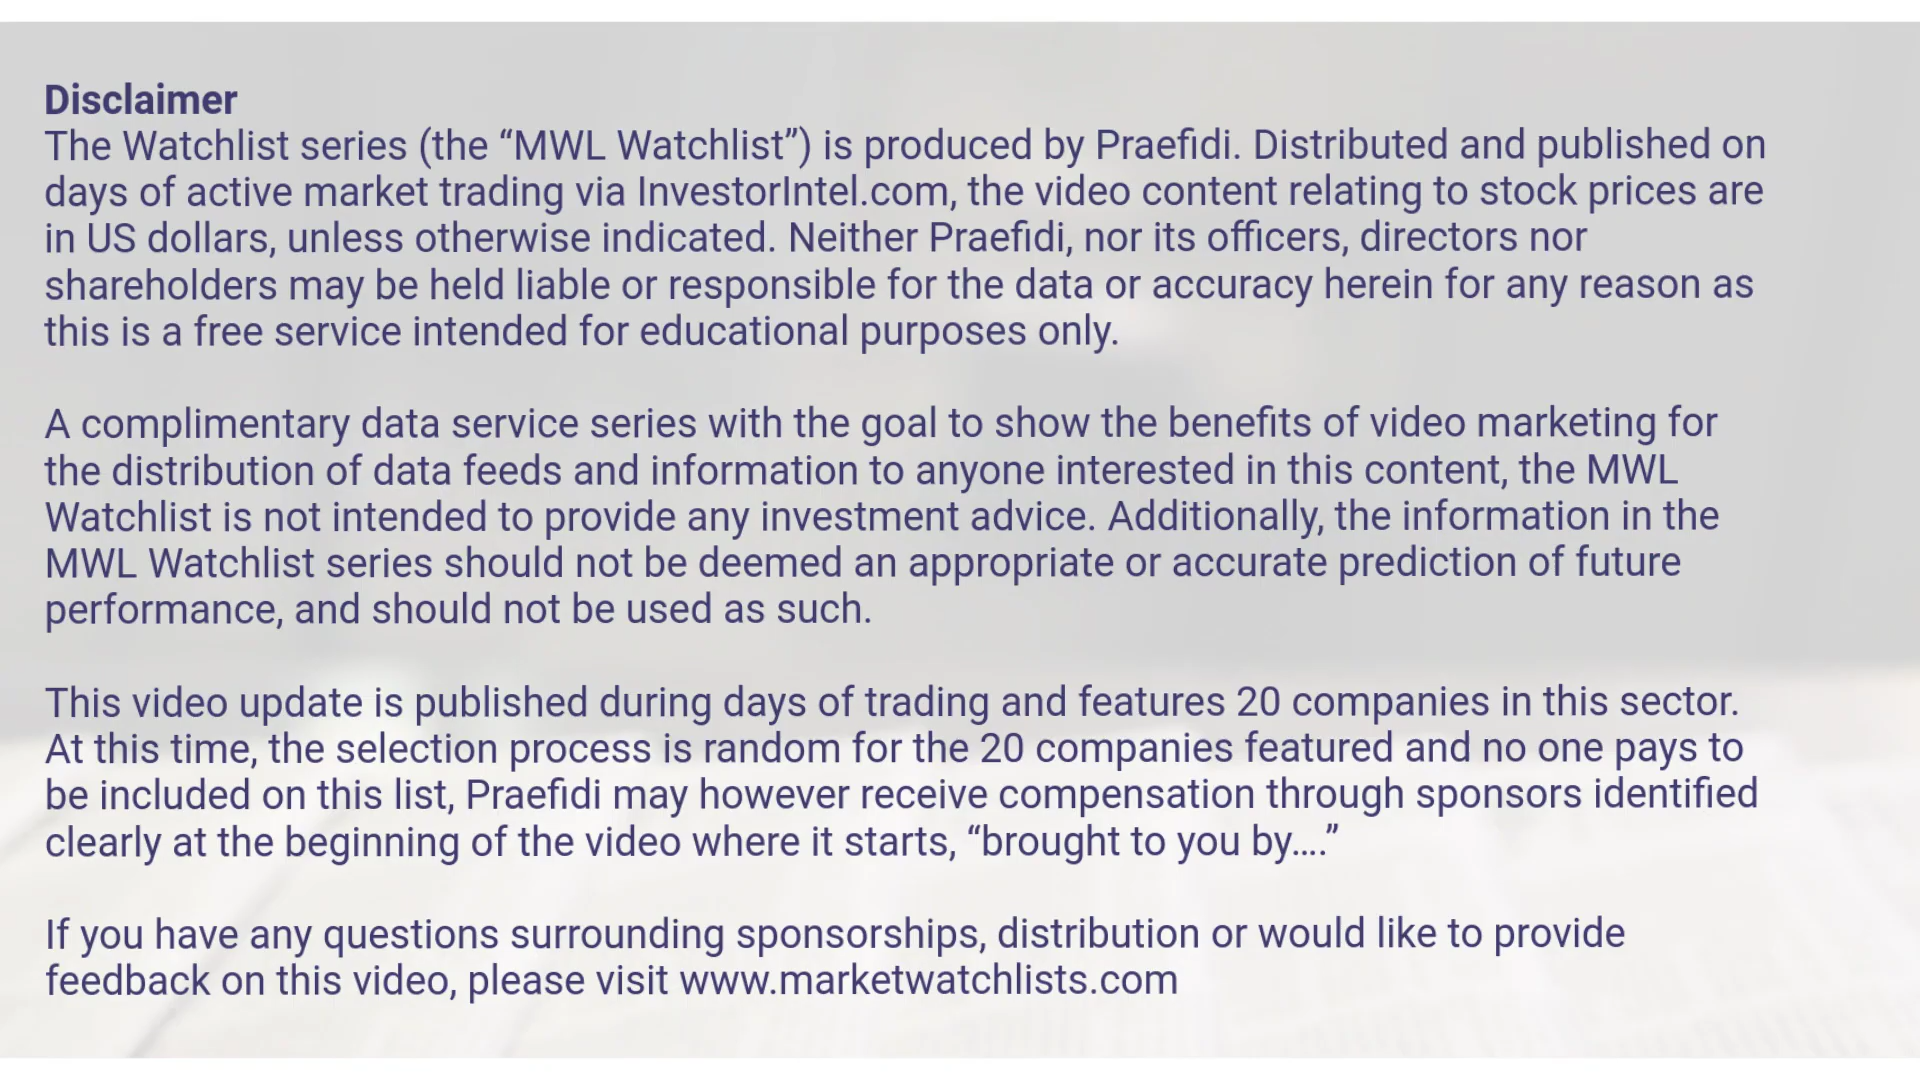 Disclaimer
The Watchlist series (the “MWL Watchlist”) is produced by Praefidi. Distributed and published on
days of active market trading via InvestorIntel.com, the video content relating to stock prices are
in US dollars, unless otherwise indicated. Neither Praefidi, nor its officers, directors nor
shareholders may be held liable or responsible for the data or accuracy herein for any reason as
this is a free service intended for educational purposes only.
A complimentary data service series with the goal to show the benefits of video marketing for
the distribution of data feeds and information to anyone interested in this content, the MWL
Watchlist is not intended to provide any investment advice. Additionally, the information in the
MWL Watchlist series should not be deemed an appropriate or accurate prediction of future
performance, and should not be used as such.
This video update is published during days of trading and features 20 companies in this sector.
At this time, the selection process is random for the 20 companies featured and no one pays to
be included on this list, Praefidi may however receive compensation through sponsors identified
clearly at the beginning of the video where it starts, “brought to you by....”
If you have any questions surrounding sponsorships, distribution or would like to provide
feedback on this video, please visit www.marketwatchlists.com